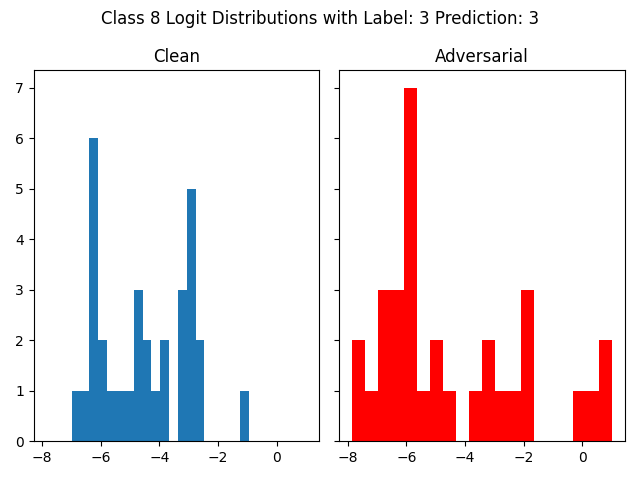 Class 8 Logit Distributions with Label: 3 Prediction: 3
Clean
Adversarial
7
6
5
4
3
2
1
0
−8 −6 −4 −2 0
−8 −6 −4 −2 0